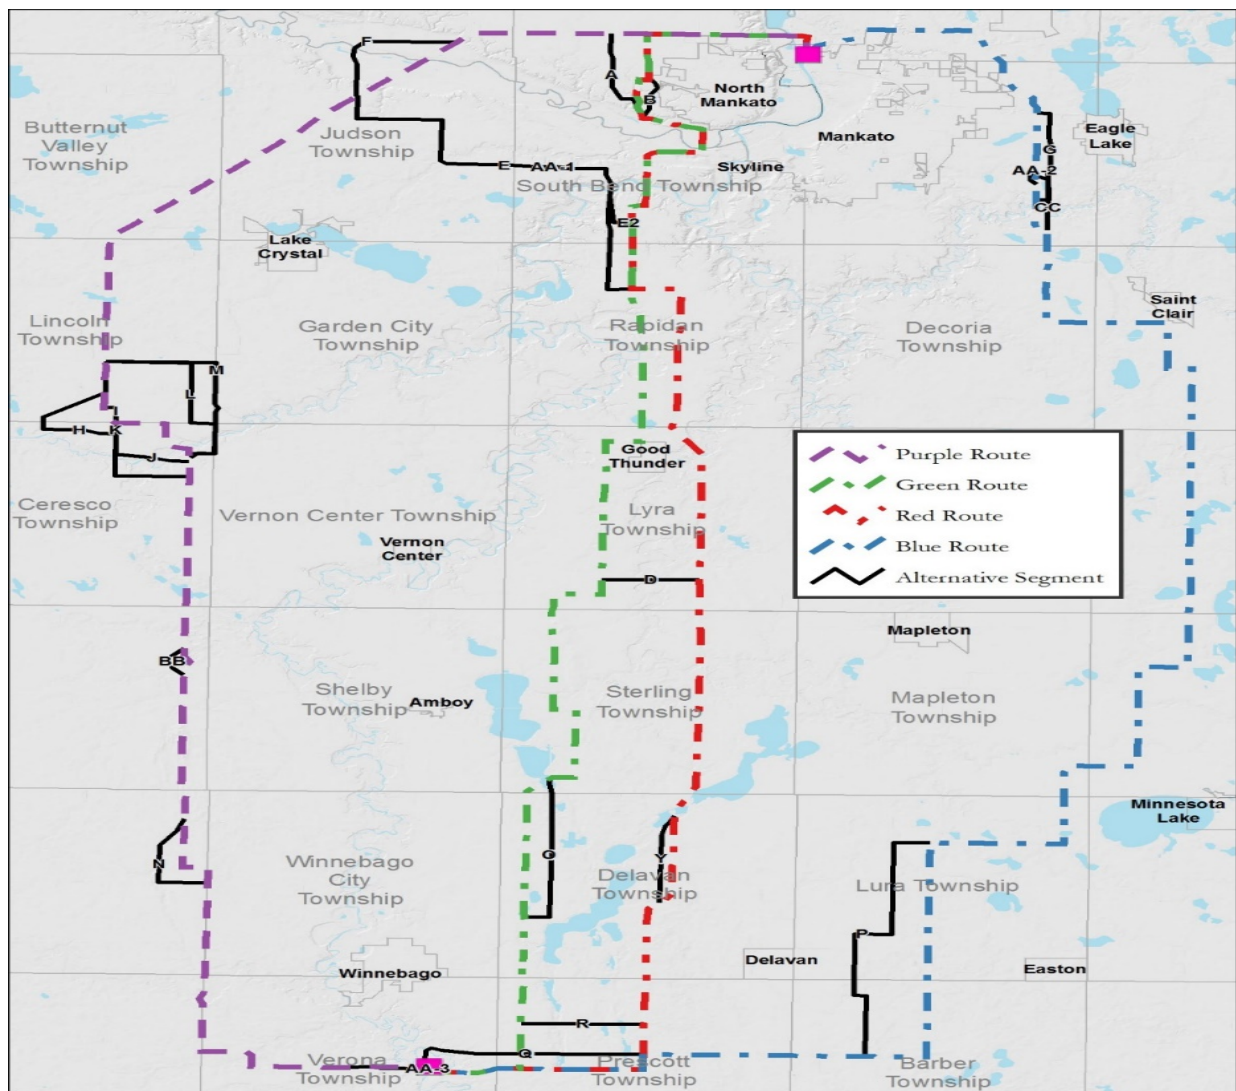 F
A
B
North
Mankato
Mankato
Butternut
Valley
Township
Judson
Township
Eagle
Lake
G
E
AA-1
Skyline
AA-2
South Bend Township
CC
E2
Lake
Crystal
Saint
Clair
Lincoln
Township
Garden City
Township
Rapidan
Township
Decoria
Township
M
L
I
H
K
J
Good
Thunder
Purple Route
Green Route
Red Route
Blue Route
Alternative Segment
Ceresco
Township
Vernon Center Township
Lyra
Township
Vernon
Center
D
Mapleton
BB
Shelby
Township
Amboy
Sterling
Township
Mapleton
Township
Minnesota
Lake
N
Winnebago
City
Township
O
Y
Delavan
Township
Lura Township
P
Winnebago
Delavan
Easton
R
Q
Verona
Township
AA-3
Prescott
Township
Barber
Township